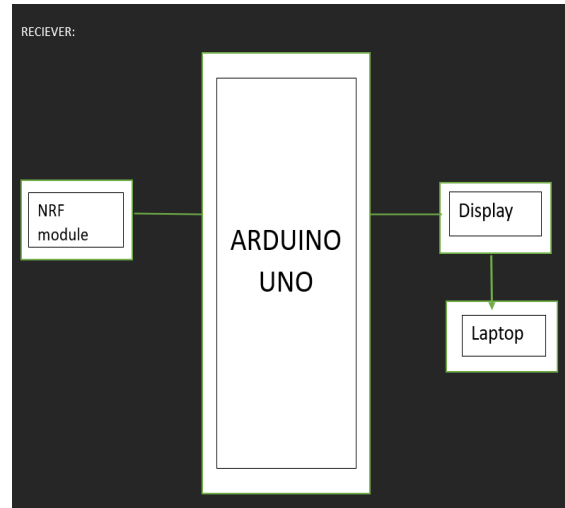 RECIEVER:
NRF
module
ARDUINO
UNO
Display
Laptop